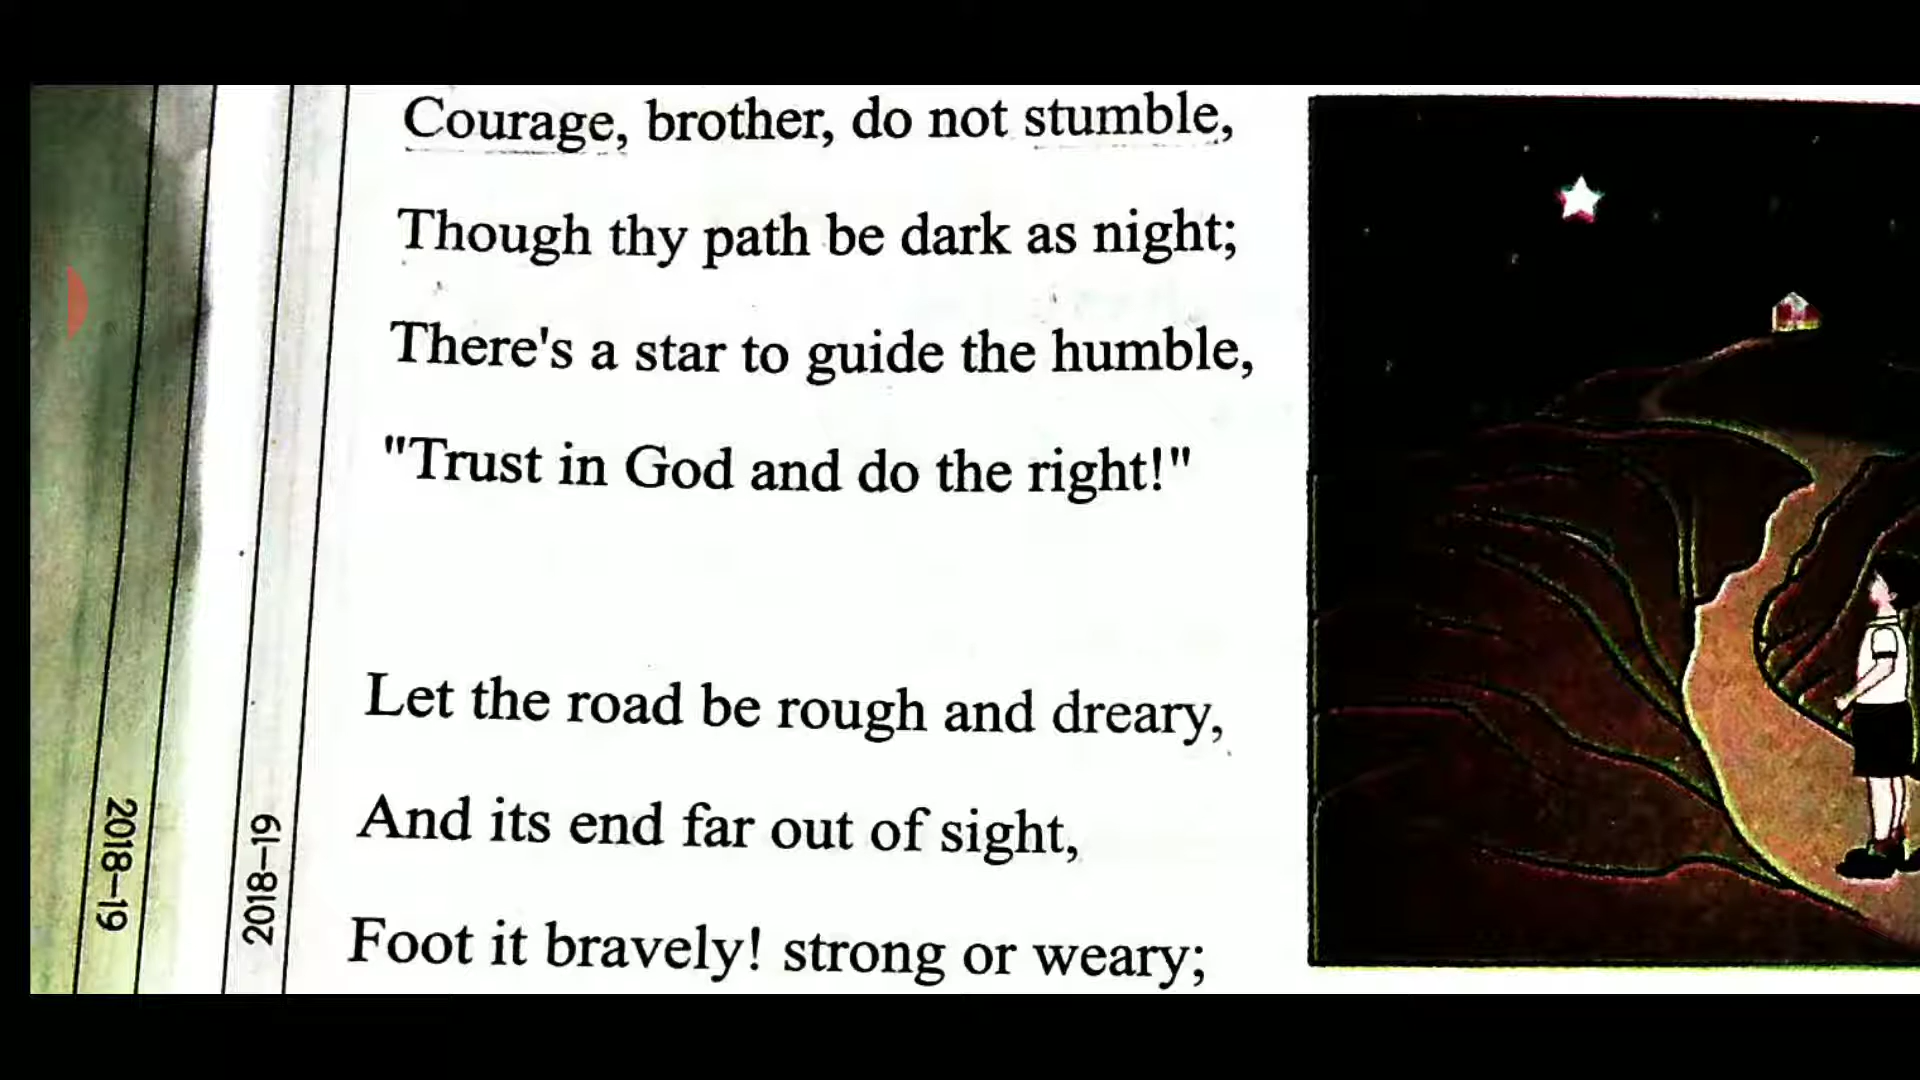 Courage, brother, do not stumble,
Though thy path be dark as night;
There's a star to guide the humble,
"Trust in God and do the right!"
Let the road be rough and dreary,
And its end far out of sight,
Foot it bravely! strong or weary;
2018-19
2018-19